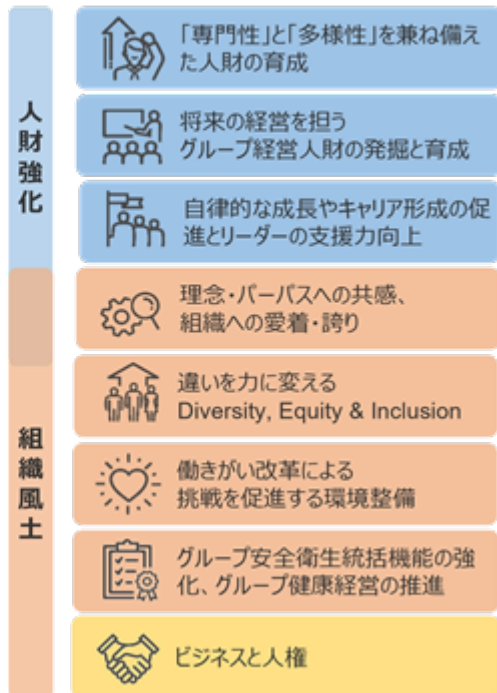 人財強化
「専門性」と「多様性」を兼ね備え
た人財の育成
将来の経営を担う
グループ経営人財の発掘と育成
自律的な成長やキャリア形成の促
進とリーダーの支援力向上
組織風土
理念・パーパスへの共感、
組織への愛着・誇り
違いを力に変える
Diversity, Equity & Inclusion
働きがい改革による
挑戦を促進する環境整備
グループ安全衛生統括機能の強
化、グループ健康経営の推進
ビジネスと人権